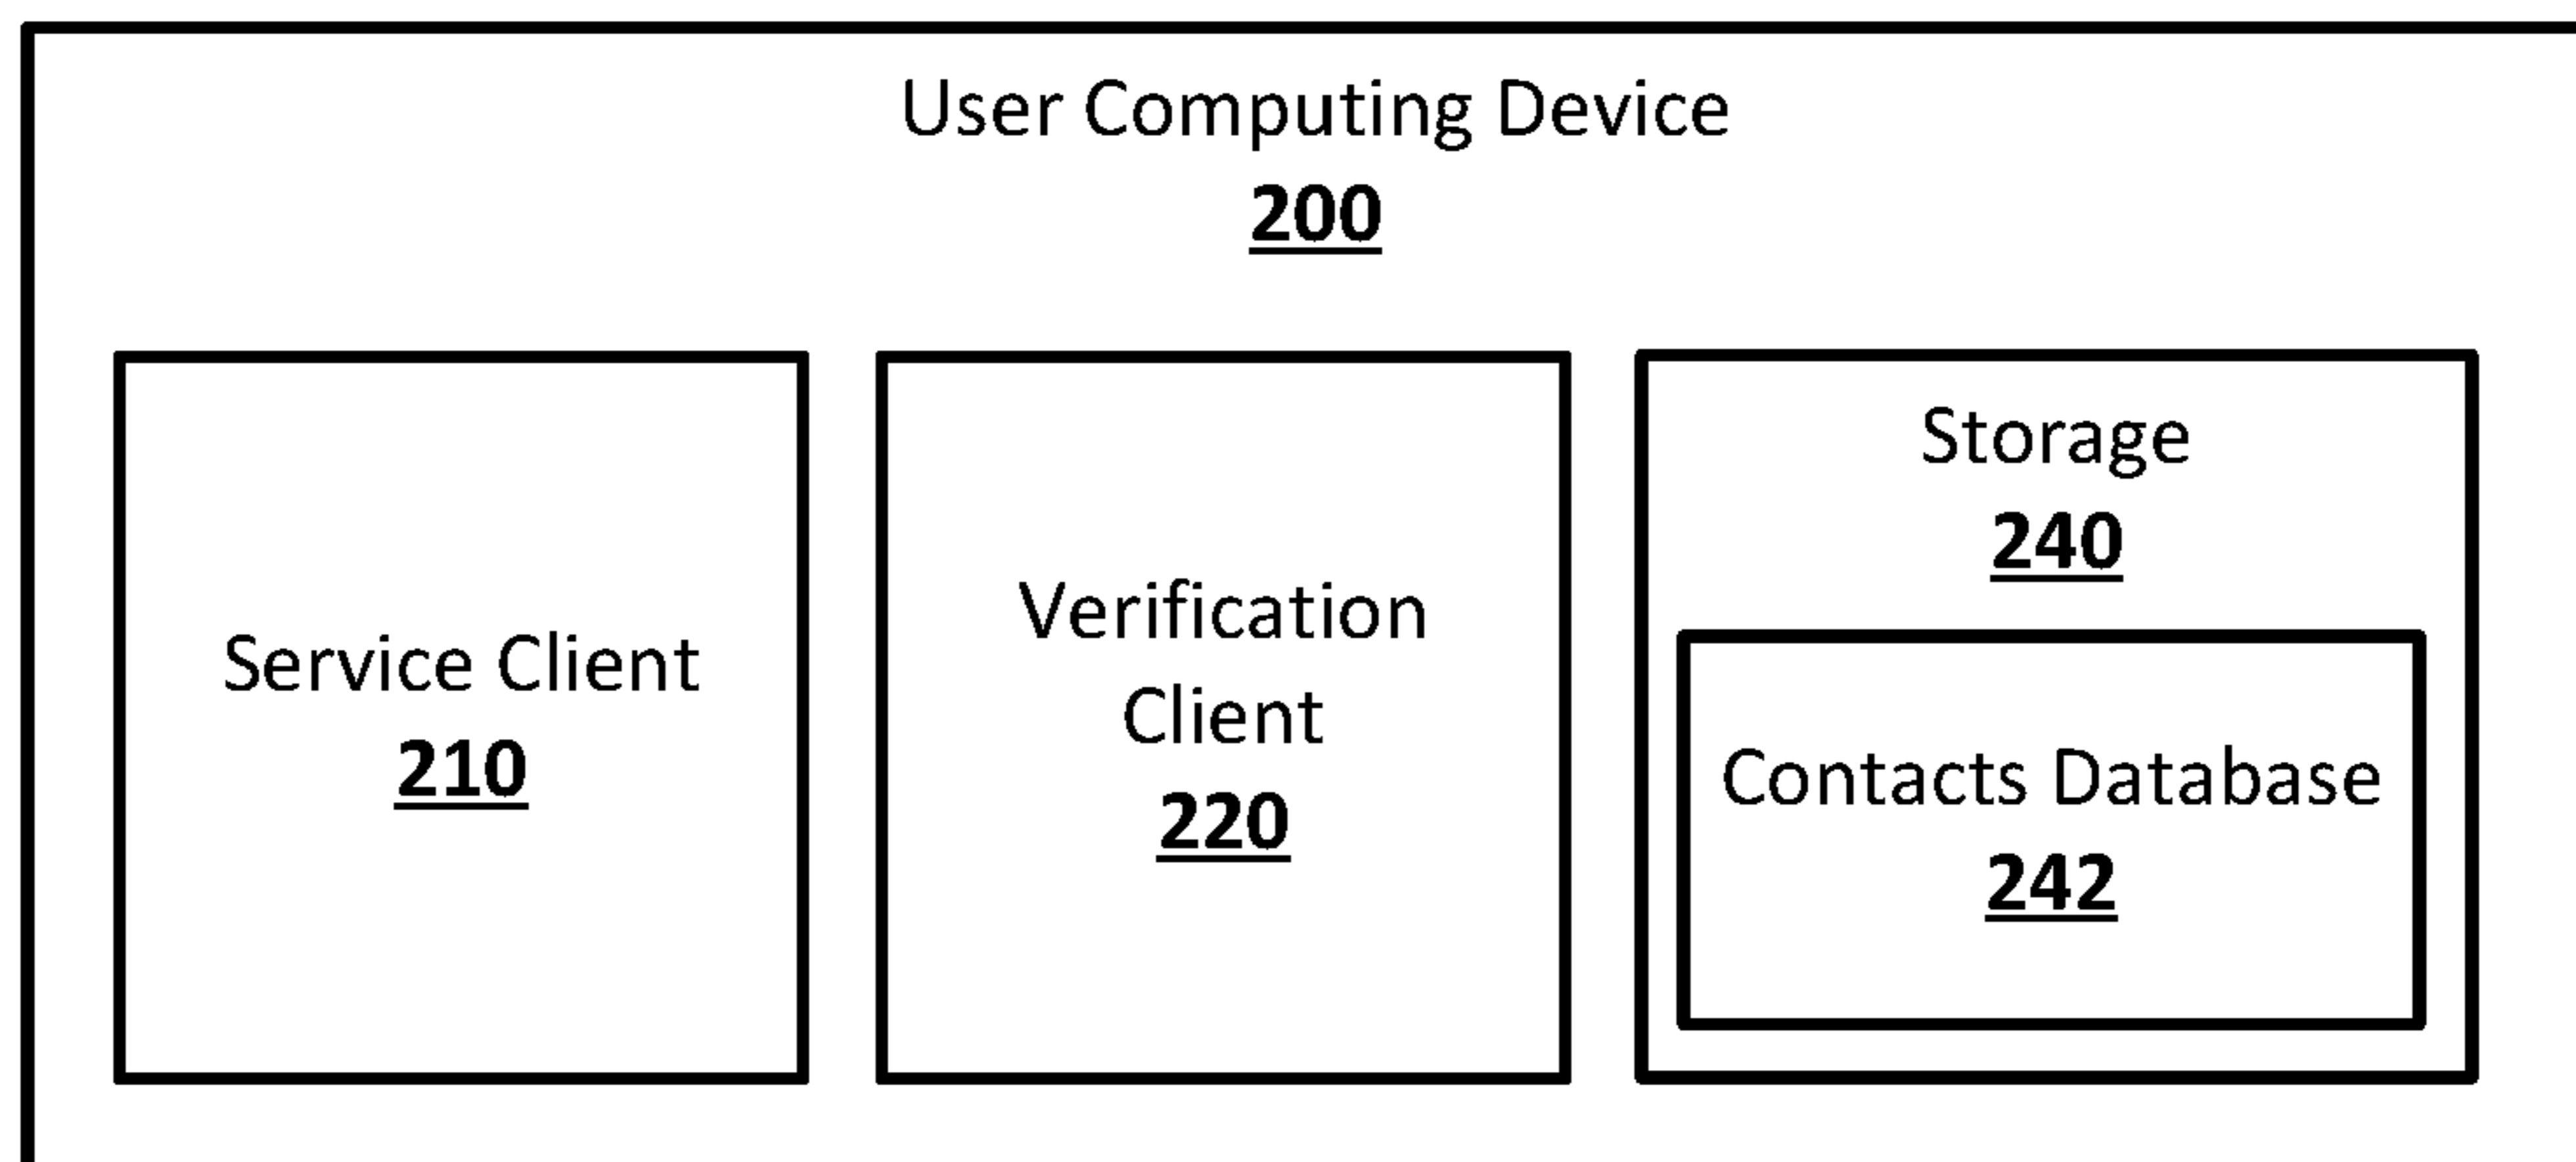 User Computing Device
200
Service Client
210
Verification
Client
220
Storage
240
Contacts Database
242